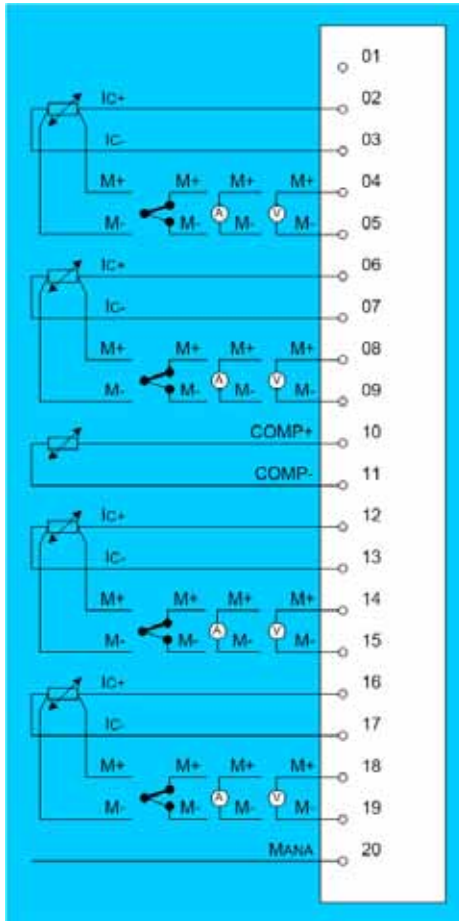 01
IC+ 02
IC- 03
M+ M+ M+ M+ 04
A V
M- M- M- M- 05
IC+ 06
IC- 07
M+ M+ M+ M+ 08
A V
M- M- M- M- 09
COMP+ 10
COMP- 11
IC+ 12
IC- 13
M+ M+ M+ M+ 14
A V
M- M- M- M- 15
IC+ 16
IC- 17
M+ M+ M+ M+ 18
A V
M- M- M- M- 19
MANA 20